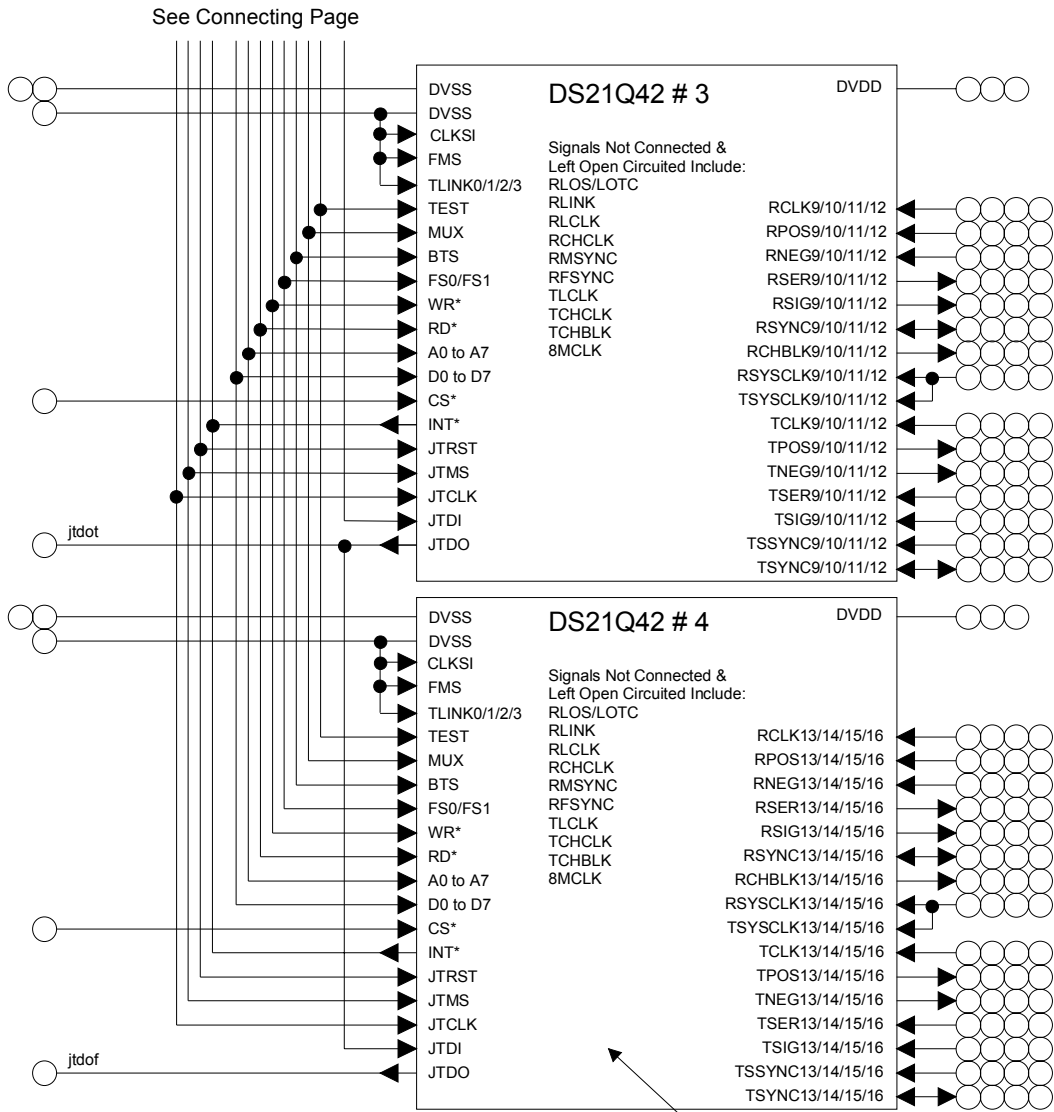 See Connecting Page
DS21Q42 # 3
DVSS
DVSS
CLKSI
FMS
TLINK0/1/2/3
TEST
MUX
BTS
FS0/FS1
WR*
RD*
A0 to A7
D0 to D7
CS*
INT*
JTRST
JTMS
JTCLK
JTDI
JTDO
jtdot
Signals Not Connected &
Left Open Circuited Include:
RLOS/LOTC
RLINK
RLCLK
RCHCLK
RMSYNC
RFSYNC
TLCLK
TCHCLK
TCHBLK
8MCLK
DVDD
RCLK9/10/11/12
RPOS9/10/11/12
RNEG9/10/11/12
RSER9/10/11/12
RSIG9/10/11/12
RSYNC9/10/11/12
RCHBLK9/10/11/12
RSYSCLK9/10/11/12
TSYSCLK9/10/11/12
TCLK9/10/11/12
TPOS9/10/11/12
TNEG9/10/11/12
TSER9/10/11/12
TSIG9/10/11/12
TSSYNC9/10/11/12
TSYNC9/10/11/12
DS21Q42 # 4
DVSS
DVSS
CLKSI
FMS
TLINK0/1/2/3
TEST
MUX
BTS
FS0/FS1
WR*
RD*
A0 to A7
D0 to D7
CS*
INT*
JTRST
JTMS
JTCLK
JTDI
JTDO
jtdof
Signals Not Connected &
Left Open Circuited Include:
RLOS/LOTC
RLINK
RLCLK
RCHCLK
RMSYNC
RFSYNC
TLCLK
TCHCLK
TCHBLK
8MCLK
DVDD
RCLK13/14/15/16
RPOS13/14/15/16
RNEG13/14/15/16
RSER13/14/15/16
RSIG13/14/15/16
RSYNC13/14/15/16
RCHBLK13/14/15/16
RSYSCLK13/14/15/16
TSYSCLK13/14/15/16
TCLK13/14/15/16
TPOS13/14/15/16
TNEG13/14/15/16
TSER13/14/15/16
TSIG13/14/15/16
TSSYNC13/14/15/16
TSYNC13/14/15/16